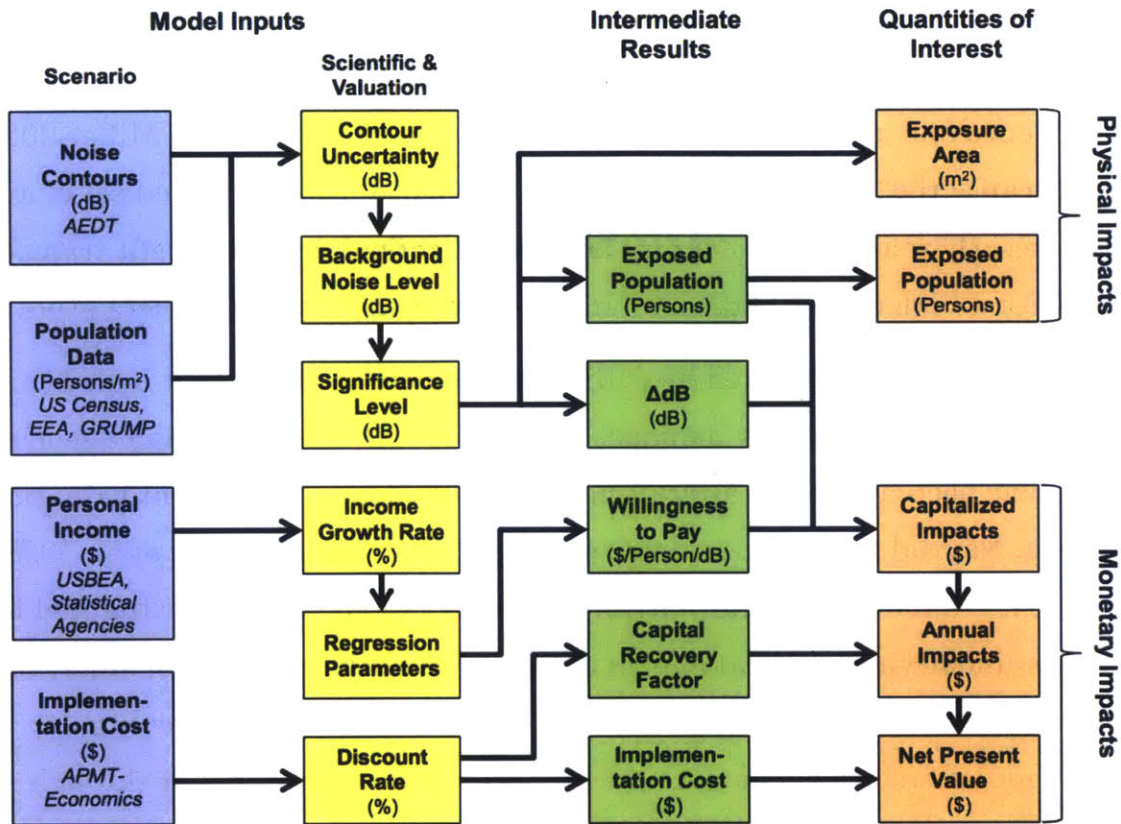 Model Inputs
Intermediate
Results
Quantities of
Interest
Scenario
Scientific &
Valuation
Noise
Contours
(dB)
AEDT
Population
Data
(Persons/m²)
US Census,
EEA, GRUMP
Personal
Income
($)
USBEA,
Statistical
Agencies
Implemen-
tation Cost
($)
APMT-
Economics
Contour
Uncertainty
(dB)
Background
Noise Level
(dB)
Significance
Level
(dB)
Income
Growth Rate
(%)
Regression
Parameters
Discount
Rate
(%)
Exposed
Population
(Persons)
ΔdB
(dB)
Willingness
to Pay
($/Person/dB)
Capital
Recovery
Factor
Implemen-
tation Cost
($)
Exposure
Area
(m²)
Exposed
Population
(Persons)
Capitalized
Impacts
($)
Annual
Impacts
($)
Net Present
Value
($)
Physical Impacts
Monetary Impacts